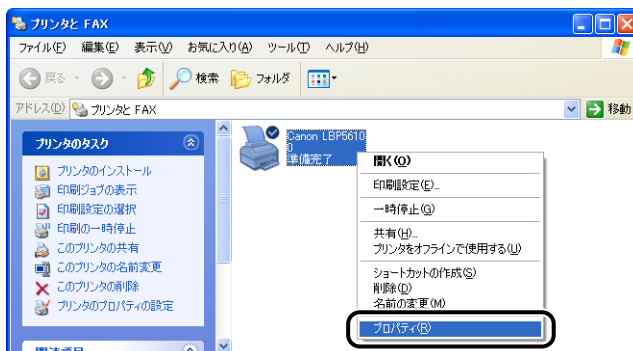 プリンタと FAX
ファイル(F) 編集(E) 表示(V) お気に入り(A) ツール(T) ヘルプ(H)
戻る 検索 フォルダ
アドレス(D) プリンタと FAX 移動
プリンタのタスク
プリンタのインストール
印刷ジョブの表示
印刷設定の選択
印刷の一時停止
このプリンタの共有
このプリンタの名前変更
このプリンタの削除
プリンタのプロパティの設定
Canon LBP5610
0
準備完了
開く(O)
印刷設定(E)...
一時停止(G)
共有(H)...
プリンタをオフラインで使用する(U)
ショートカットの作成(S)
削除(D)
名前の変更(M)
プロパティ(R)